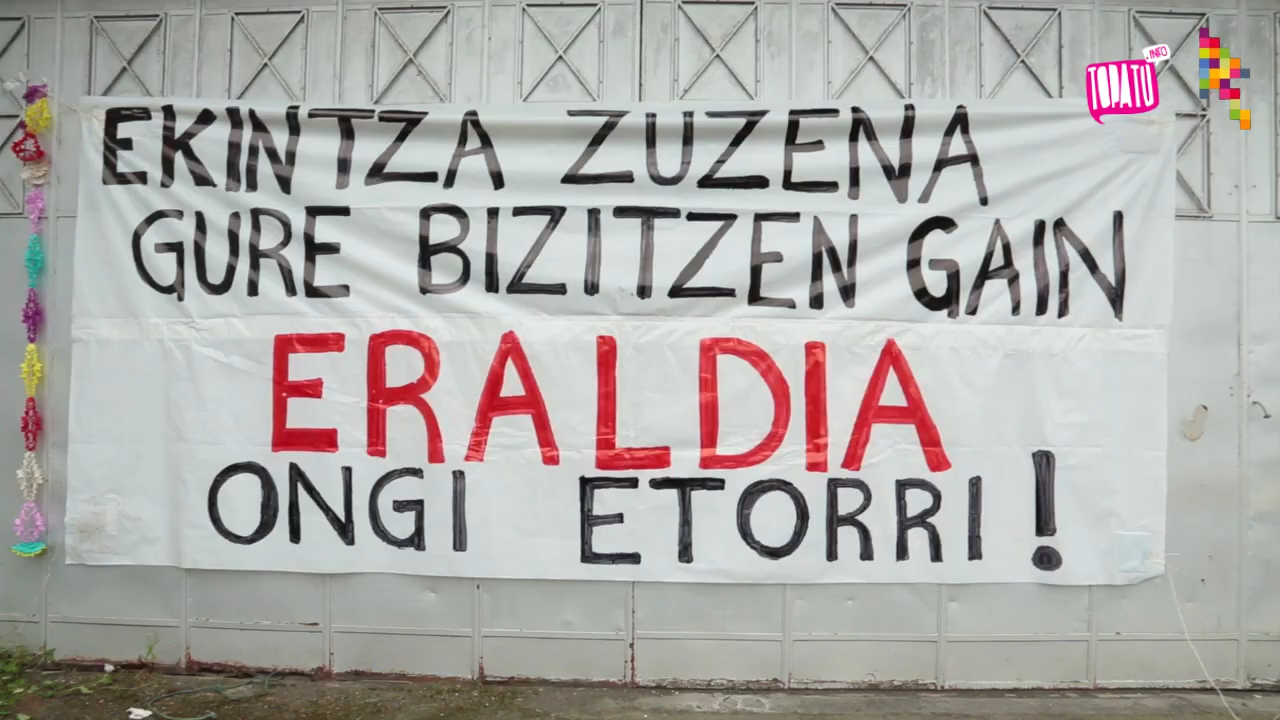 EKINTZA ZUZENA
GURE BIZITZEN GAIN
ERALDIA
ONGI ETORRI!
TOPATU
.INFO